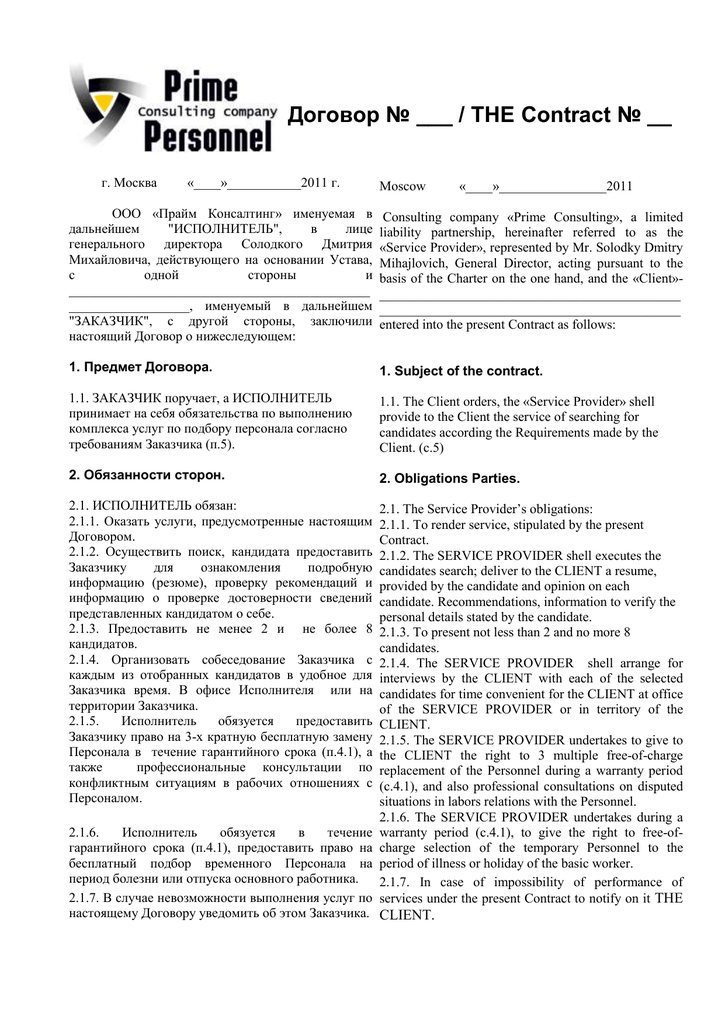 Prime
Consulting company
Personnel
Договор № ___ / THE Contract № __
г. Москва «____»___________2011 г.
ООО «Прайм Консалтинг» именуемая в
дальнейшем "ИСПОЛНИТЕЛЬ", в лице
генерального директора Солодкого Дмитрия
Михайловича, действующего на основании Устава,
с одной стороны и
_____________________________________________
__________________, именуемый в дальнейшем
"ЗАКАЗЧИК", с другой стороны, заключили
настоящий Договор о нижеследующем:
1. Предмет Договора.
1.1. ЗАКАЗЧИК поручает, а ИСПОЛНИТЕЛЬ
принимает на себя обязательства по выполнению
комплекса услуг по подбору персонала согласно
требованиям Заказчика (п.5).
2. Обязанности сторон.
2.1. ИСПОЛНИТЕЛЬ обязан:
2.1.1. Оказать услуги, предусмотренные настоящим
Договором.
2.1.2. Осуществить поиск, кандидата предоставить
Заказчику для ознакомления подробную
информацию (резюме), проверку рекомендаций и
информацию о проверке достоверности сведений
представленных кандидатом о себе.
2.1.3. Предоставить не менее 2 и не более 8
кандидатов.
2.1.4. Организовать собеседование Заказчика с
каждым из отобранных кандидатов в удобное для
Заказчика время. В офисе Исполнителя или на
территории Заказчика.
2.1.5. Исполнитель обязуется предоставить
Заказчику право на 3-х кратную бесплатную замену
Персонала в течение гарантийного срока (п.4.1), а
также профессиональные консультации по
конфликтным ситуациям в рабочих отношениях с
Персоналом.
2.1.6. Исполнитель обязуется в течение
гарантийного срока (п.4.1), предоставить право на
бесплатный подбор временного Персонала на
период болезни или отпуска основного работника.
2.1.7. В случае невозможности выполнения услуг по
настоящему Договору уведомить об этом Заказчика.
Moscow «____»________________2011
Consulting company «Prime Consulting», a limited
liability partnership, hereinafter referred to as the
«Service Provider», represented by Mr. Solodky Dmitry
Mihajlovich, General Director, acting pursuant to the
basis of the Charter on the one hand, and the «Client»-
_____________________________________________
_____________________________________________
entered into the present Contract as follows:
1. Subject of the contract.
1.1. The Client orders, the «Service Provider» shell
provide to the Client the service of searching for
candidates according the Requirements made by the
Client. (c.5)
2. Obligations Parties.
2.1. The Service Provider’s obligations:
2.1.1. To render service, stipulated by the present
Contract.
2.1.2. The SERVICE PROVIDER shell executes the
candidates search; deliver to the CLIENT a resume,
provided by the candidate and opinion on each
candidate. Recommendations, information to verify the
personal details stated by the candidate.
2.1.3. To present not less than 2 and no more 8
candidates.
2.1.4. The SERVICE PROVIDER shell arrange for
interviews by the CLIENT with each of the selected
candidates for time convenient for the CLIENT at office
of the SERVICE PROVIDER or in territory of the
CLIENT.
2.1.5. The SERVICE PROVIDER undertakes to give to
the CLIENT the right to 3 multiple free-of-charge
replacement of the Personnel during a warranty period
(c.4.1), and also professional consultations on disputed
situations in labors relations with the Personnel.
2.1.6. The SERVICE PROVIDER undertakes during a
warranty period (c.4.1), to give the right to free-of-
charge selection of the temporary Personnel to the
period of illness or holiday of the basic worker.
2.1.7. In case of impossibility of performance of
services under the present Contract to notify on it THE
CLIENT.